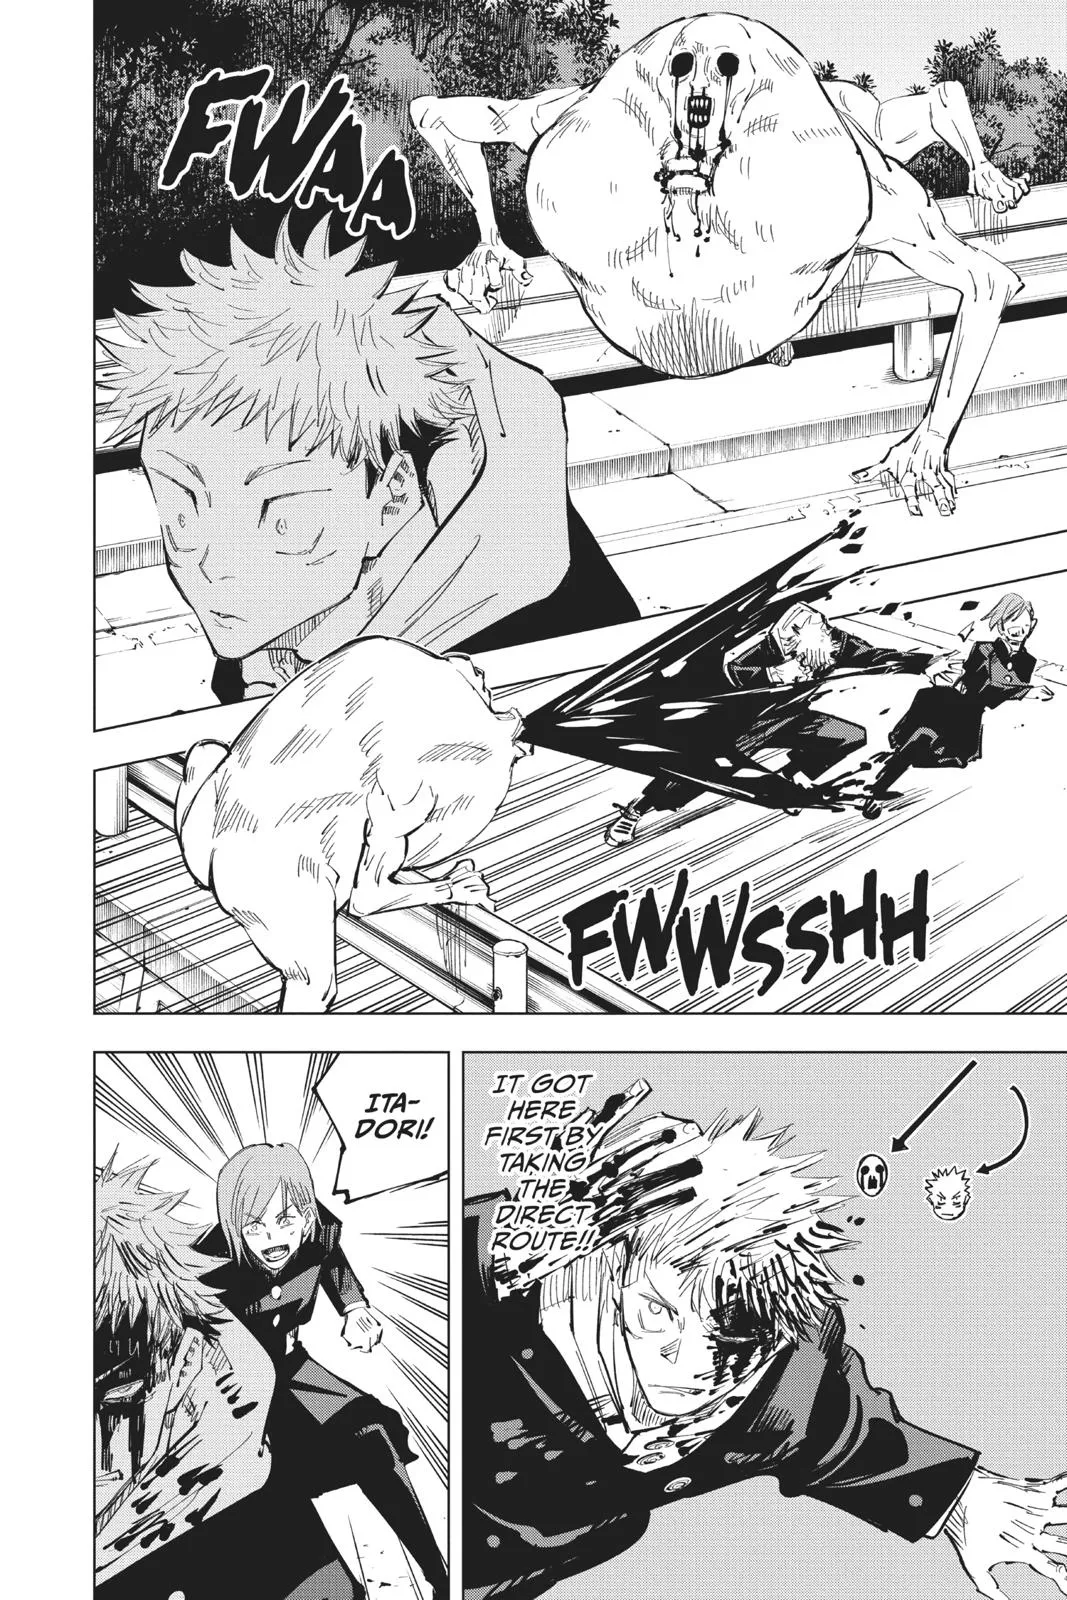 FWAA
FWWSSHH
ITA-
DORI!
IT GOT
HERE
FIRST BY
TAKING
THE
DIRECT
ROUTE!!